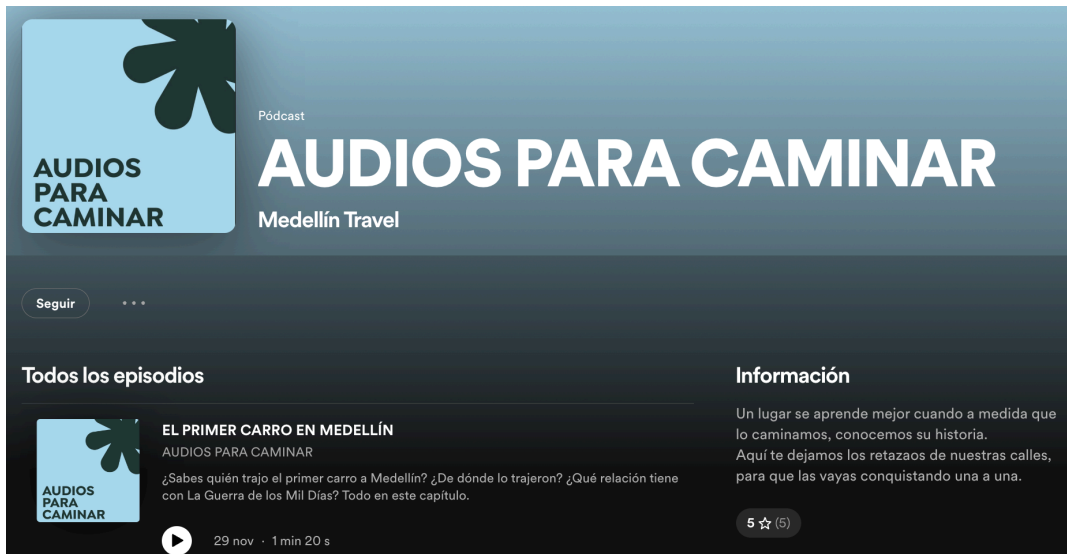 AUDIOS
PARA
CAMINAR
Pódcast
AUDIOS PARA CAMINAR
Medellín Travel
Seguir
Todos los episodios
AUDIOS
PARA
CAMINAR
EL PRIMER CARRO EN MEDELLÍN
AUDIOS PARA CAMINAR
¿Sabes quién trajo el primer carro a Medellín? ¿De dónde lo trajeron? ¿Qué relación tiene
con La Guerra de los Mil Días? Todo en este capítulo.
29 nov · 1 min 20 s
Información
Un lugar se aprende mejor cuando a medida que
lo caminamos, conocemos su historia.
Aquí te dejamos los retazaos de nuestras calles,
para que las vayas conquistando una a una.
5 ☆ (5)